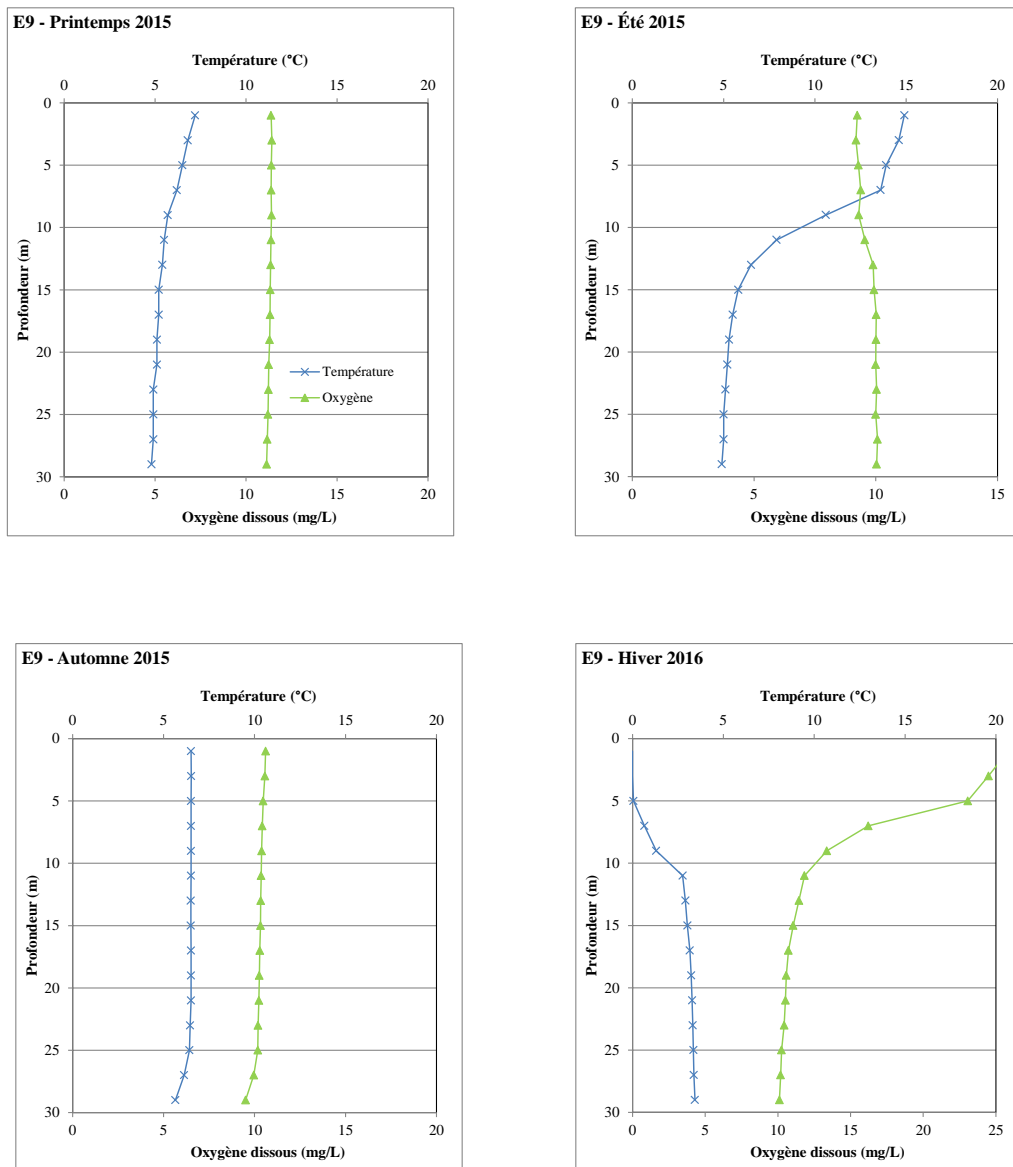 E9 - Printemps 2015
Température (°C)
0 5 10 15 20
0
5
10
15
20
25
30
Profondeur (m)
Température
Oxygène
0 5 10 15 20
Oxygène dissous (mg/L)
E9 - Été 2015
Température (°C)
0 5 10 15 20
0
5
10
15
20
25
30
Profondeur (m)
0 5 10 15
Oxygène dissous (mg/L)
E9 - Automne 2015
Température (°C)
0 5 10 15 20
0
5
10
15
20
25
30
Profondeur (m)
0 5 10 15 20
Oxygène dissous (mg/L)
E9 - Hiver 2016
Température (°C)
0 5 10 15 20
0
5
10
15
20
25
30
Profondeur (m)
0 5 10 15 20 25
Oxygène dissous (mg/L)